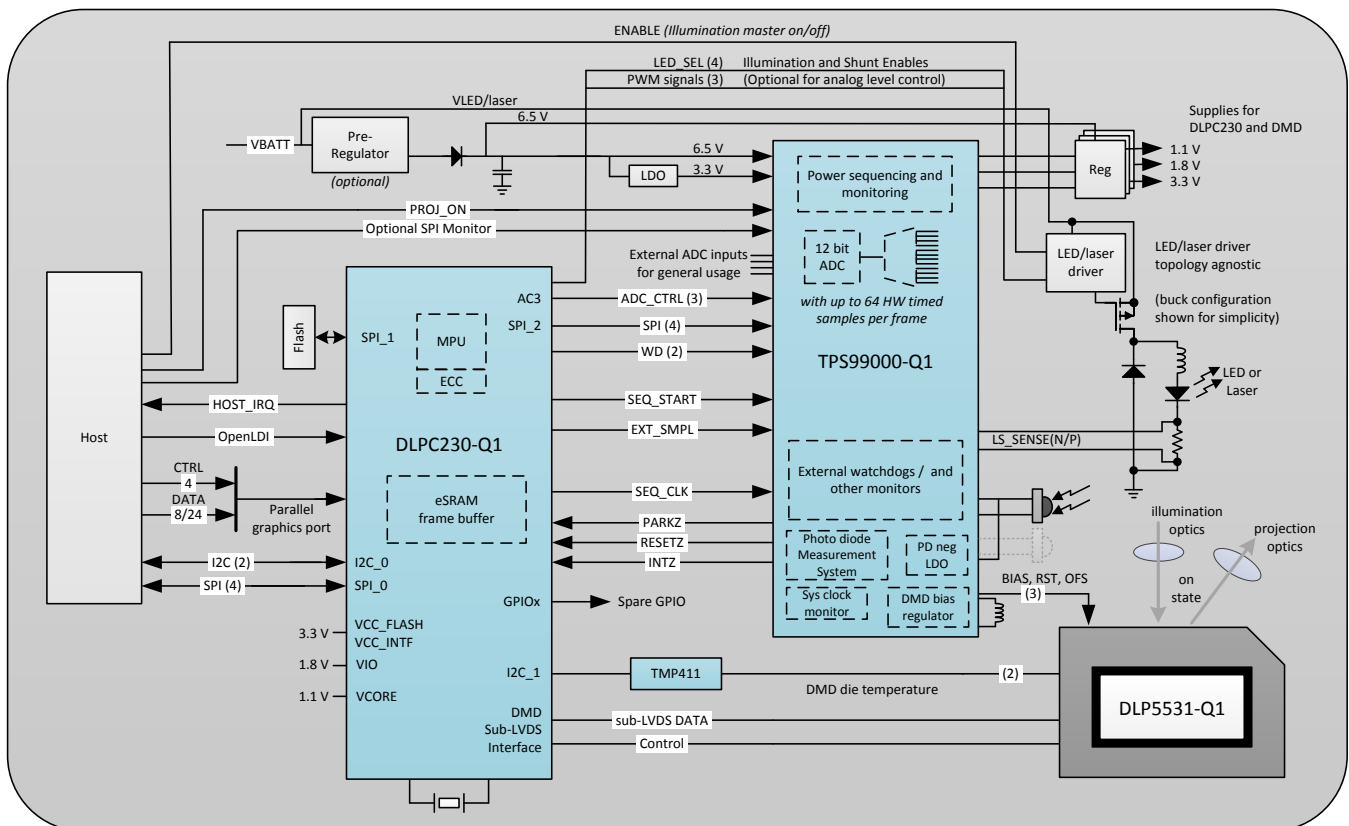 ENABLE (Illumination master on/off)
LED_SEL (4) Illumination and Shunt Enables
PWM signals (3) (Optional for analog level control)
VLED/laser
6.5 V
Supplies for
DLPC230 and DMD
VBATT
Pre-
Regulator
(optional)
6.5 V
3.3 V
LDO
Power sequencing and
monitoring
Reg
1.1 V
1.8 V
3.3 V
PROJ_ON
Optional SPI Monitor
External ADC inputs
for general usage
12 bit
ADC
with up to 64 HW timed
samples per frame
TPS99000-Q1
LED/laser
driver
LED/laser driver
topology agnostic
(buck configuration
shown for simplicity)
LED or
Laser
LS_SENSE(N/P)
Host
Flash
SPI_1
MPU
ECC
AC3
SPI_2
ADC_CTRL (3)
SPI (4)
WD (2)
SEQ_START
EXT_SMPL
SEQ_CLK
PARKZ
RESETZ
INTZ
HOST_IRQ
OpenLDI
CTRL
4
DATA
8/24
Parallel
graphics port
I2C (2)
SPI (4)
DLPC230-Q1
eSRAM
frame buffer
I2C_0
SPI_0
GPIOx
Spare GPIO
3.3 V
VCC_FLASH
VCC_INTF
1.8 V
VIO
1.1 V
VCORE
I2C_1
DMD
Sub-LVDS
Interface
External watchdogs / and
other monitors
Photo diode
Measurement
System
PD neg
LDO
Sys clock
monitor
DMD bias
regulator
BIAS, RST, OFS
(3)
illumination
optics
projection
optics
on
state
TMP411
DMD die temperature
(2)
sub-LVDS DATA
Control
DLP5531-Q1